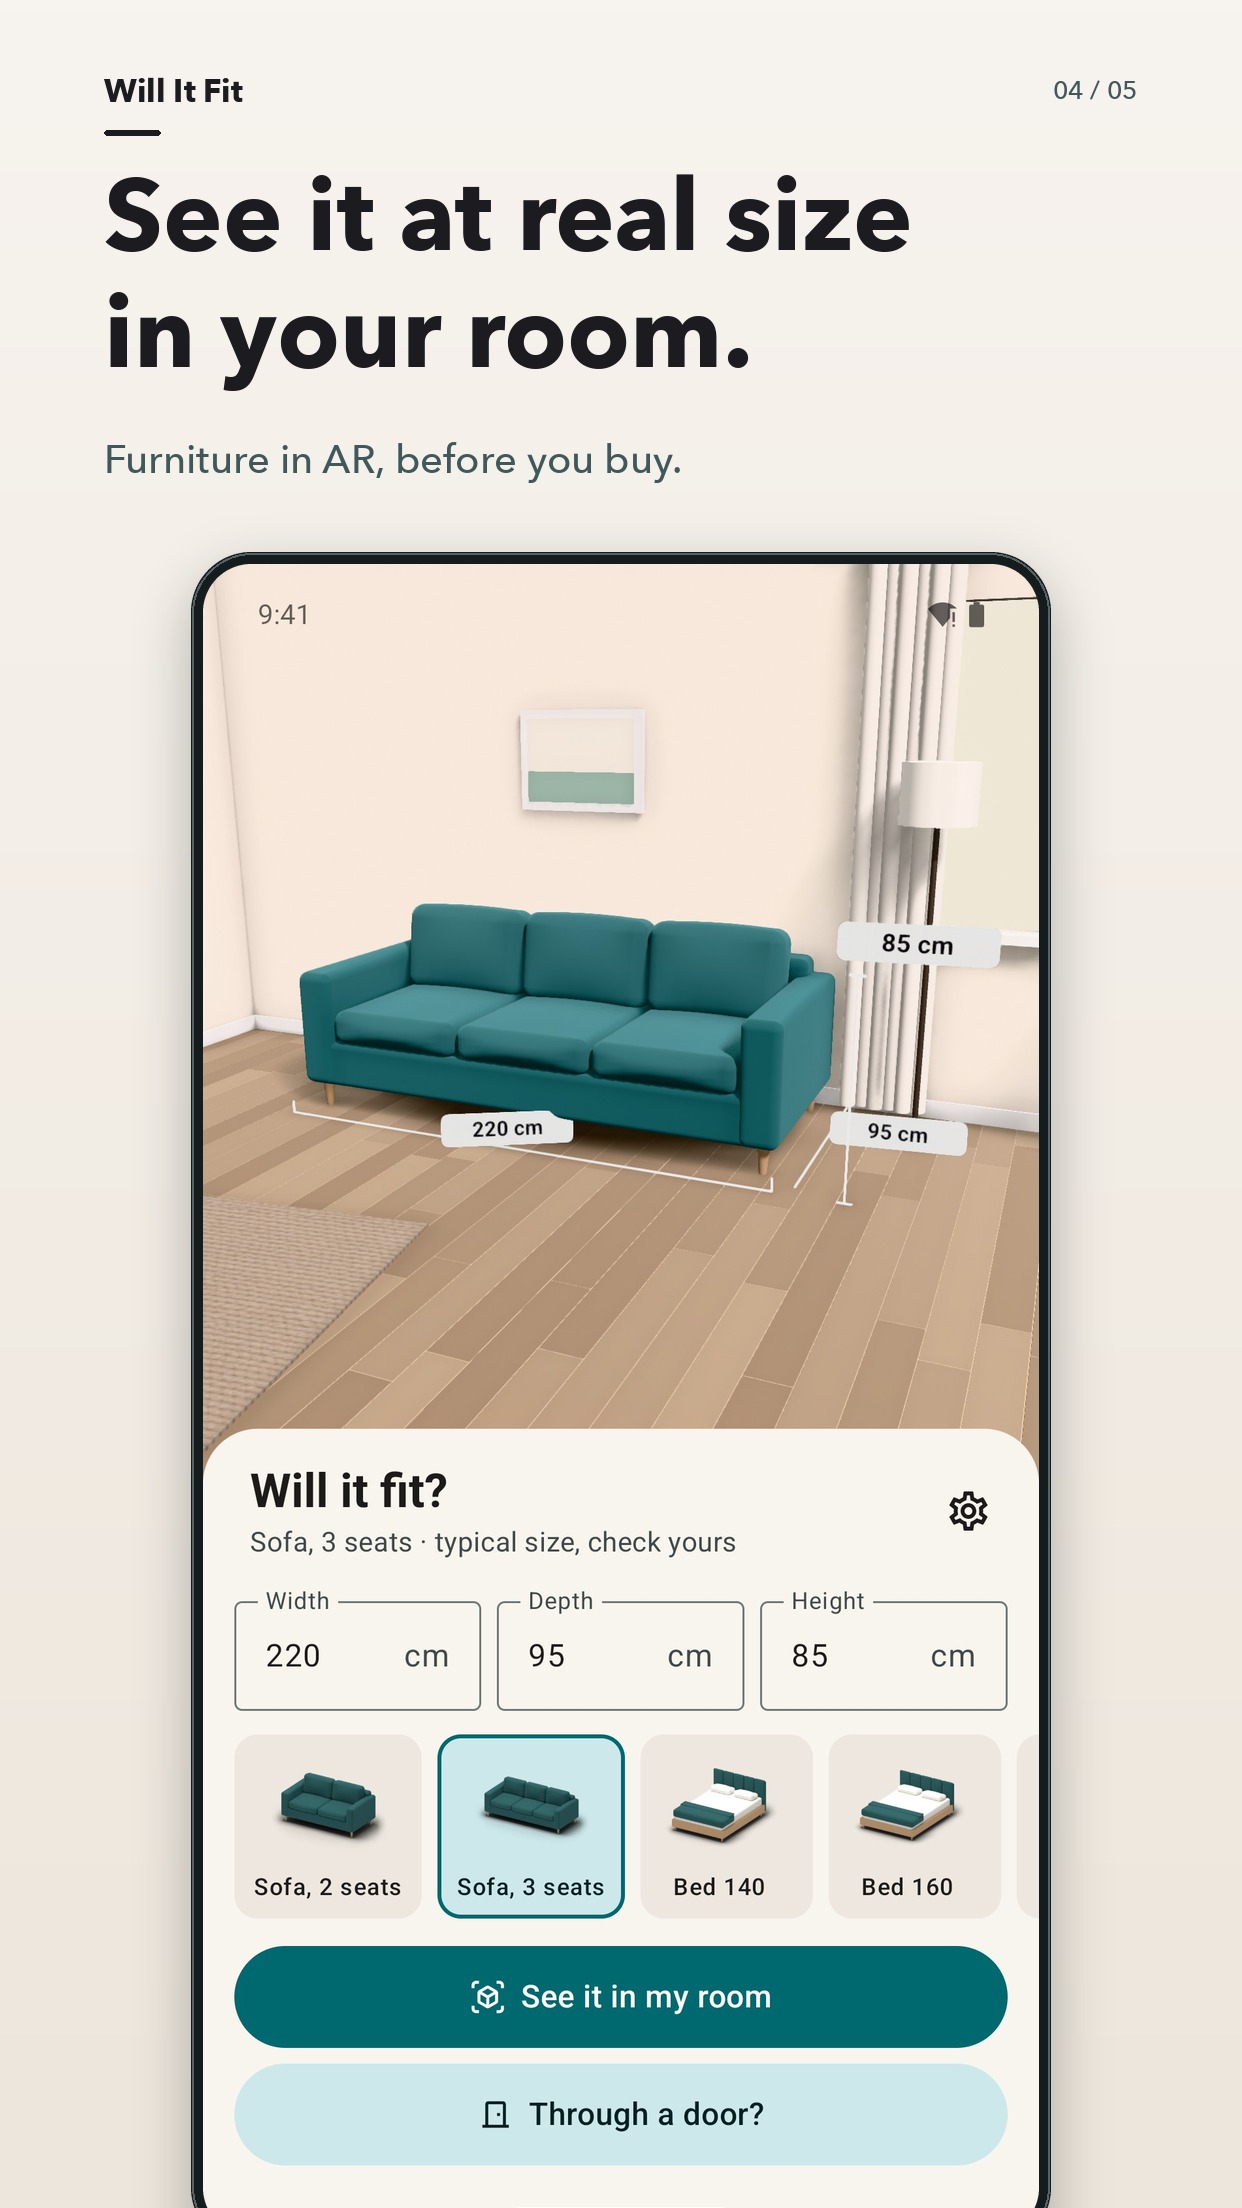 Will It Fit
04 / 05
See it at real size
in your room.
Furniture in AR, before you buy.
9:41
85 cm
220 cm
95 cm
Will it fit?
Sofa, 3 seats · typical size, check yours
Width
Depth
Height
220 cm
95 cm
85 cm
Sofa, 2 seats
Sofa, 3 seats
Bed 140
Bed 160
See it in my room
Through a door?